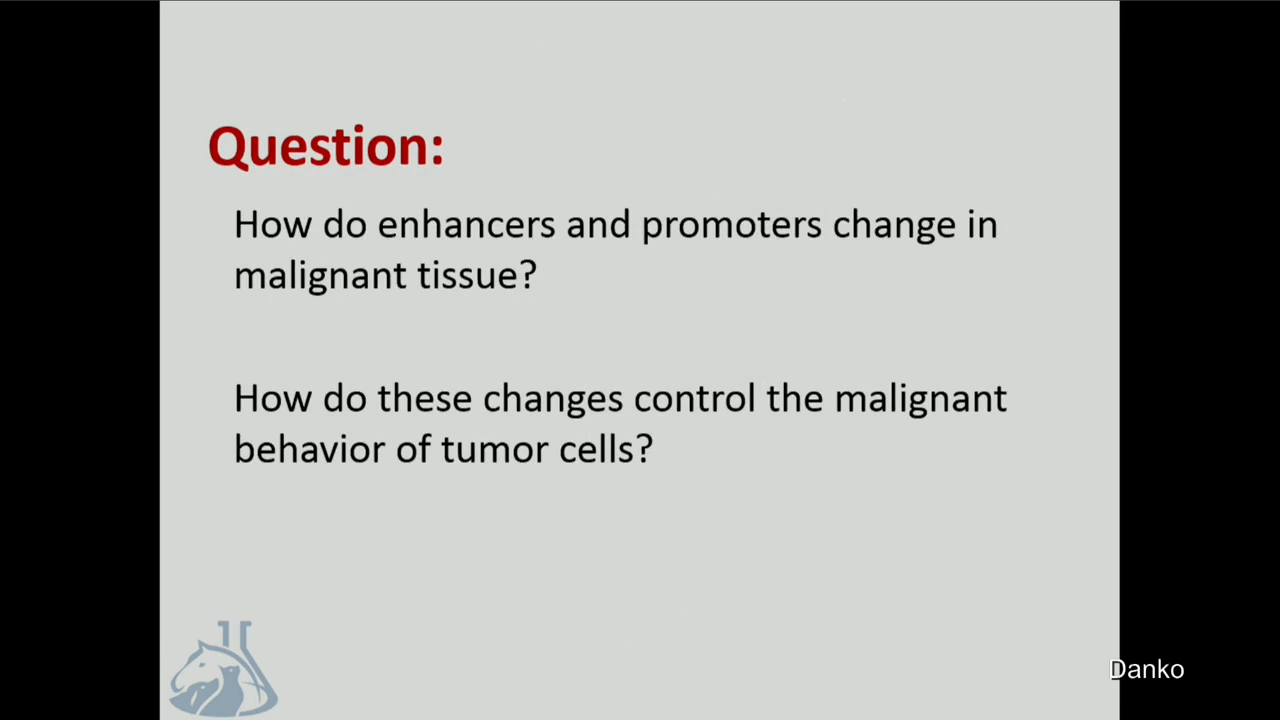 Question:
How do enhancers and promoters change in
malignant tissue?
How do these changes control the malignant
behavior of tumor cells?
Danko